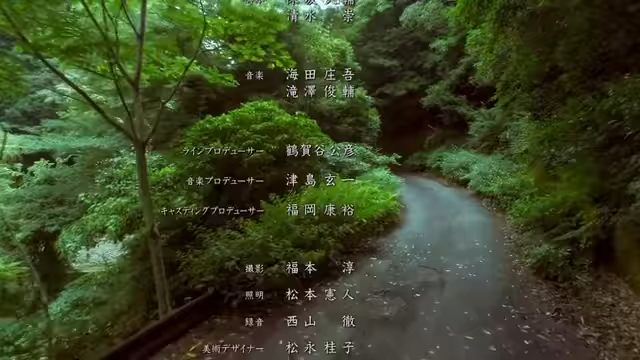 清水　崇
音楽　海田庄吾
滝澤俊輔
ラインプロデューサー　鶴賀谷公彦
音楽プロデューサー　津島玄一
キャスティングプロデューサー　福岡康裕
撮影　福本　淳
照明　松本憲人
録音　西山　徹
美術デザイナー　松永桂子